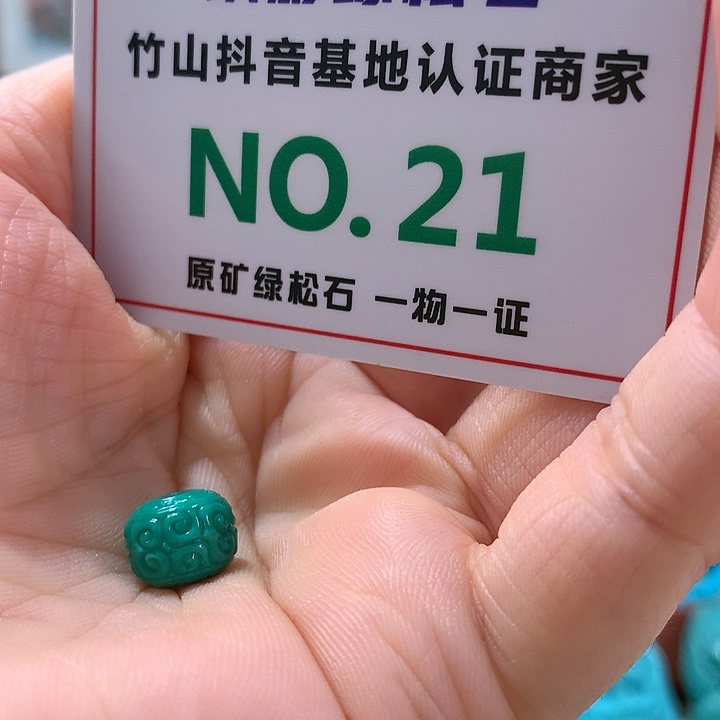 竹山抖音基地认证商家
NO. 21
原矿绿松石 一物一证